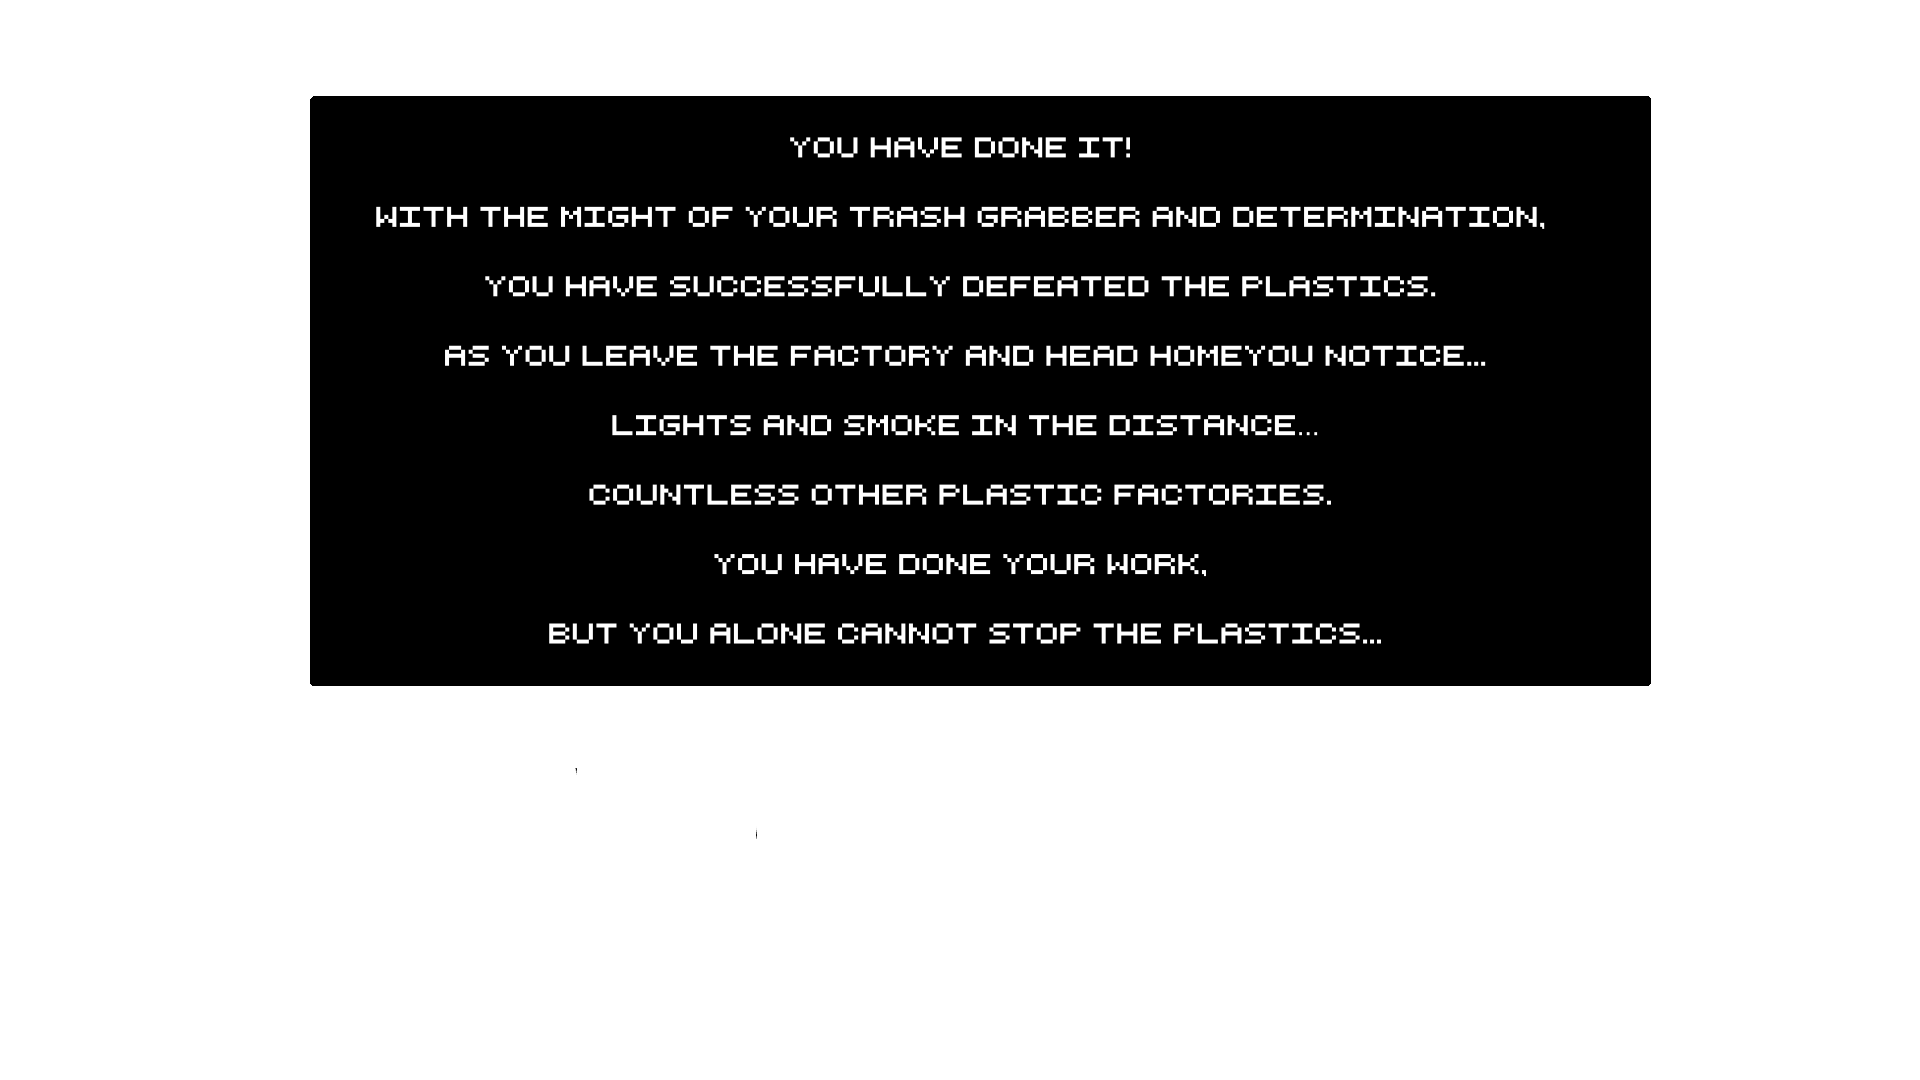 YOU HAVE DONE IT!
WITH THE MIGHT OF YOUR TRASH GRABBER AND DETERMINATION,
YOU HAVE SUCCESSFULLY DEFEATED THE PLASTICS.
AS YOU LEAVE THE FACTORY AND HEAD HOMEYOU NOTICE...
LIGHTS AND SMOKE IN THE DISTANCE...
COUNTLESS OTHER PLASTIC FACTORIES.
YOU HAVE DONE YOUR WORK,
BUT YOU ALONE CANNOT STOP THE PLASTICS...